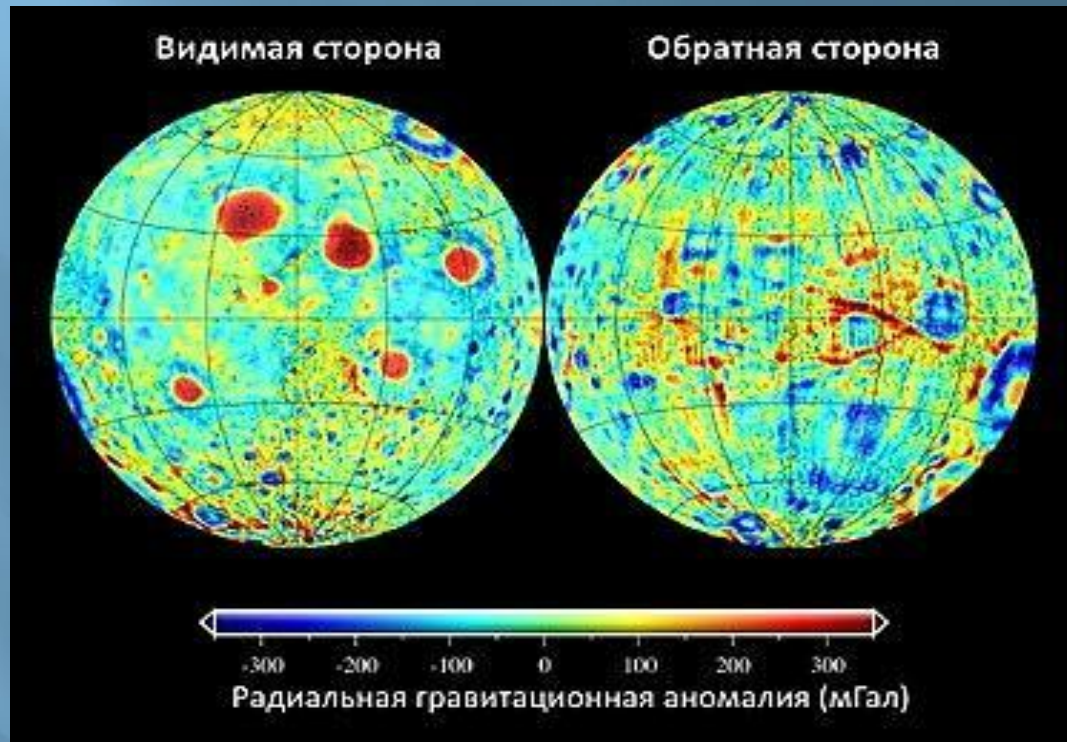 Видимая сторона
Обратная сторона
-300 -200 -100 0 100 200 300
Радиальная гравитационная аномалия (мГал)